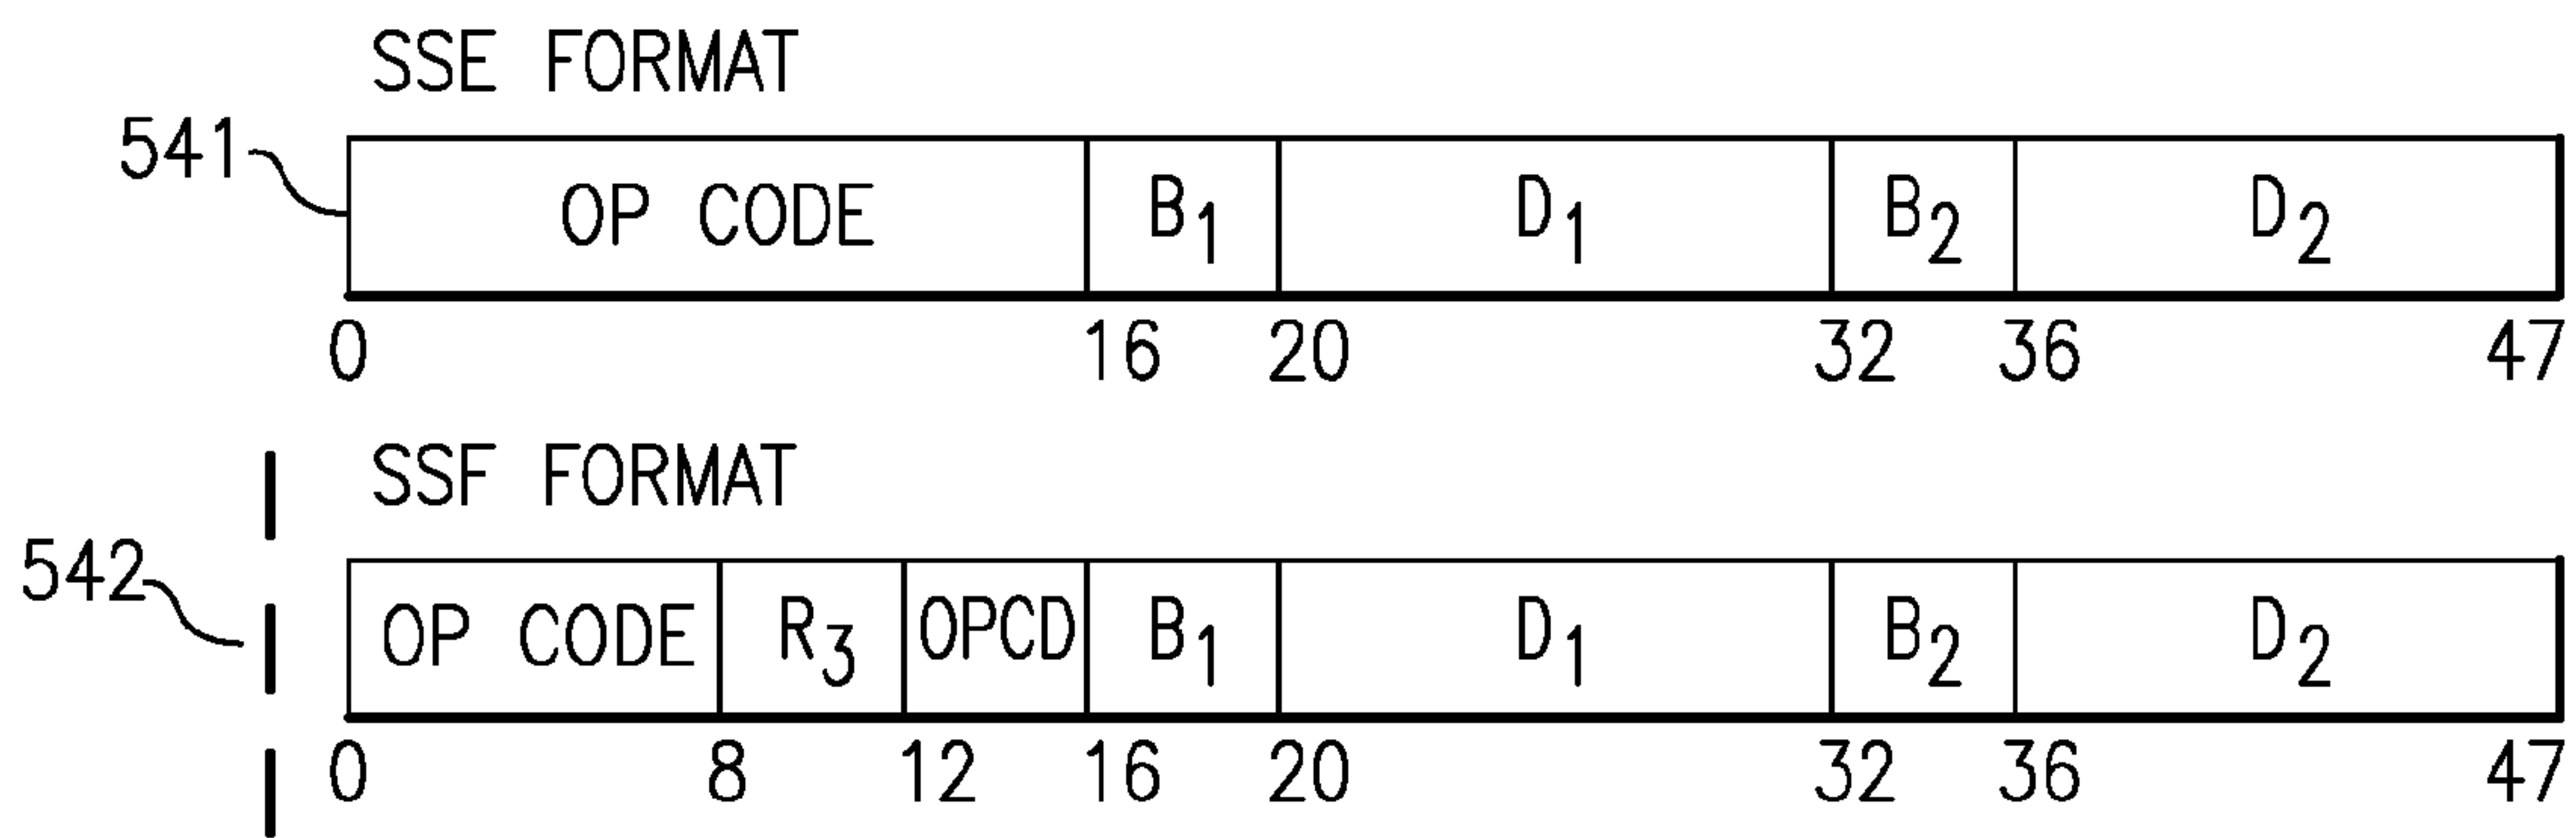 SSE FORMAT
541
OP CODE B₁ D₁ B₂ D₂
0 16 20 32 36 47
SSF FORMAT
542
OP CODE R₃ OPCD B₁ D₁ B₂ D₂
0 8 12 16 20 32 36 47